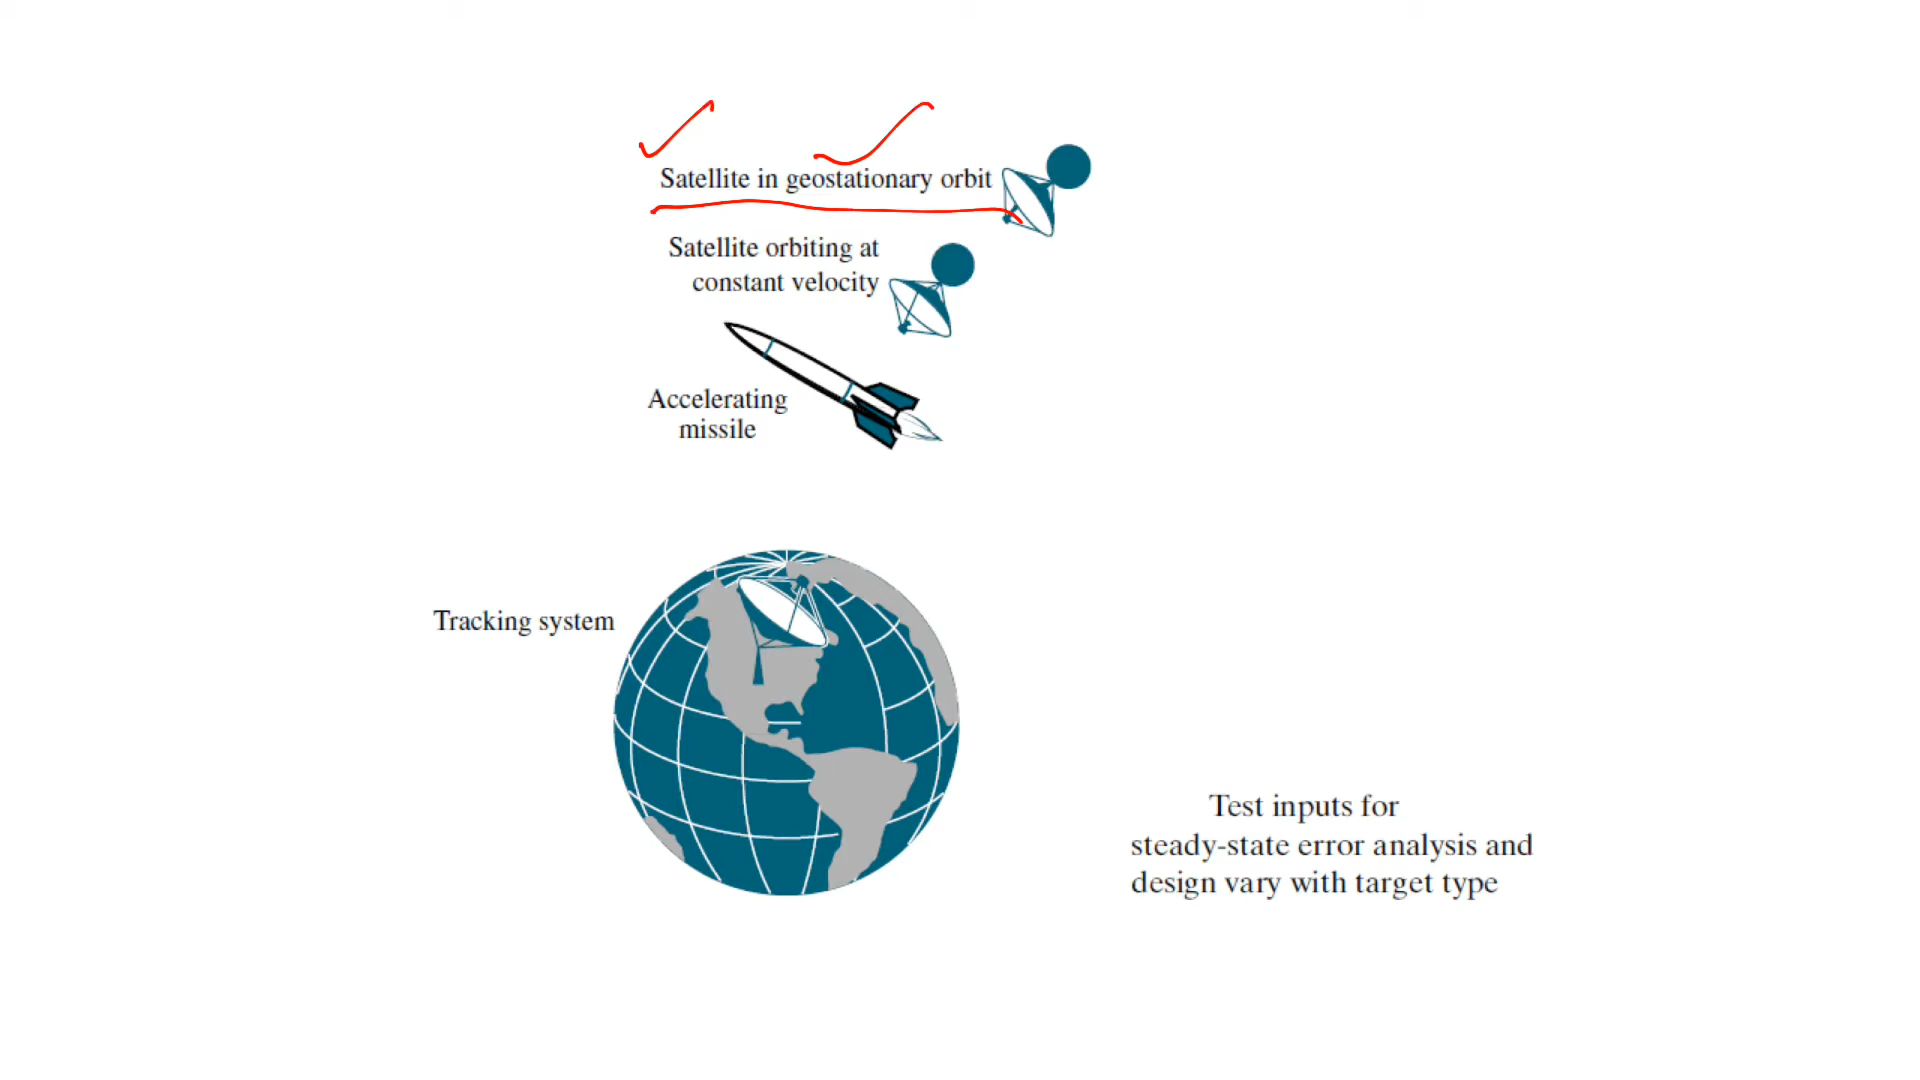 Satellite in geostationary orbit
Satellite orbiting at
constant velocity
Accelerating
missile
Tracking system
Test inputs for
steady-state error analysis and
design vary with target type